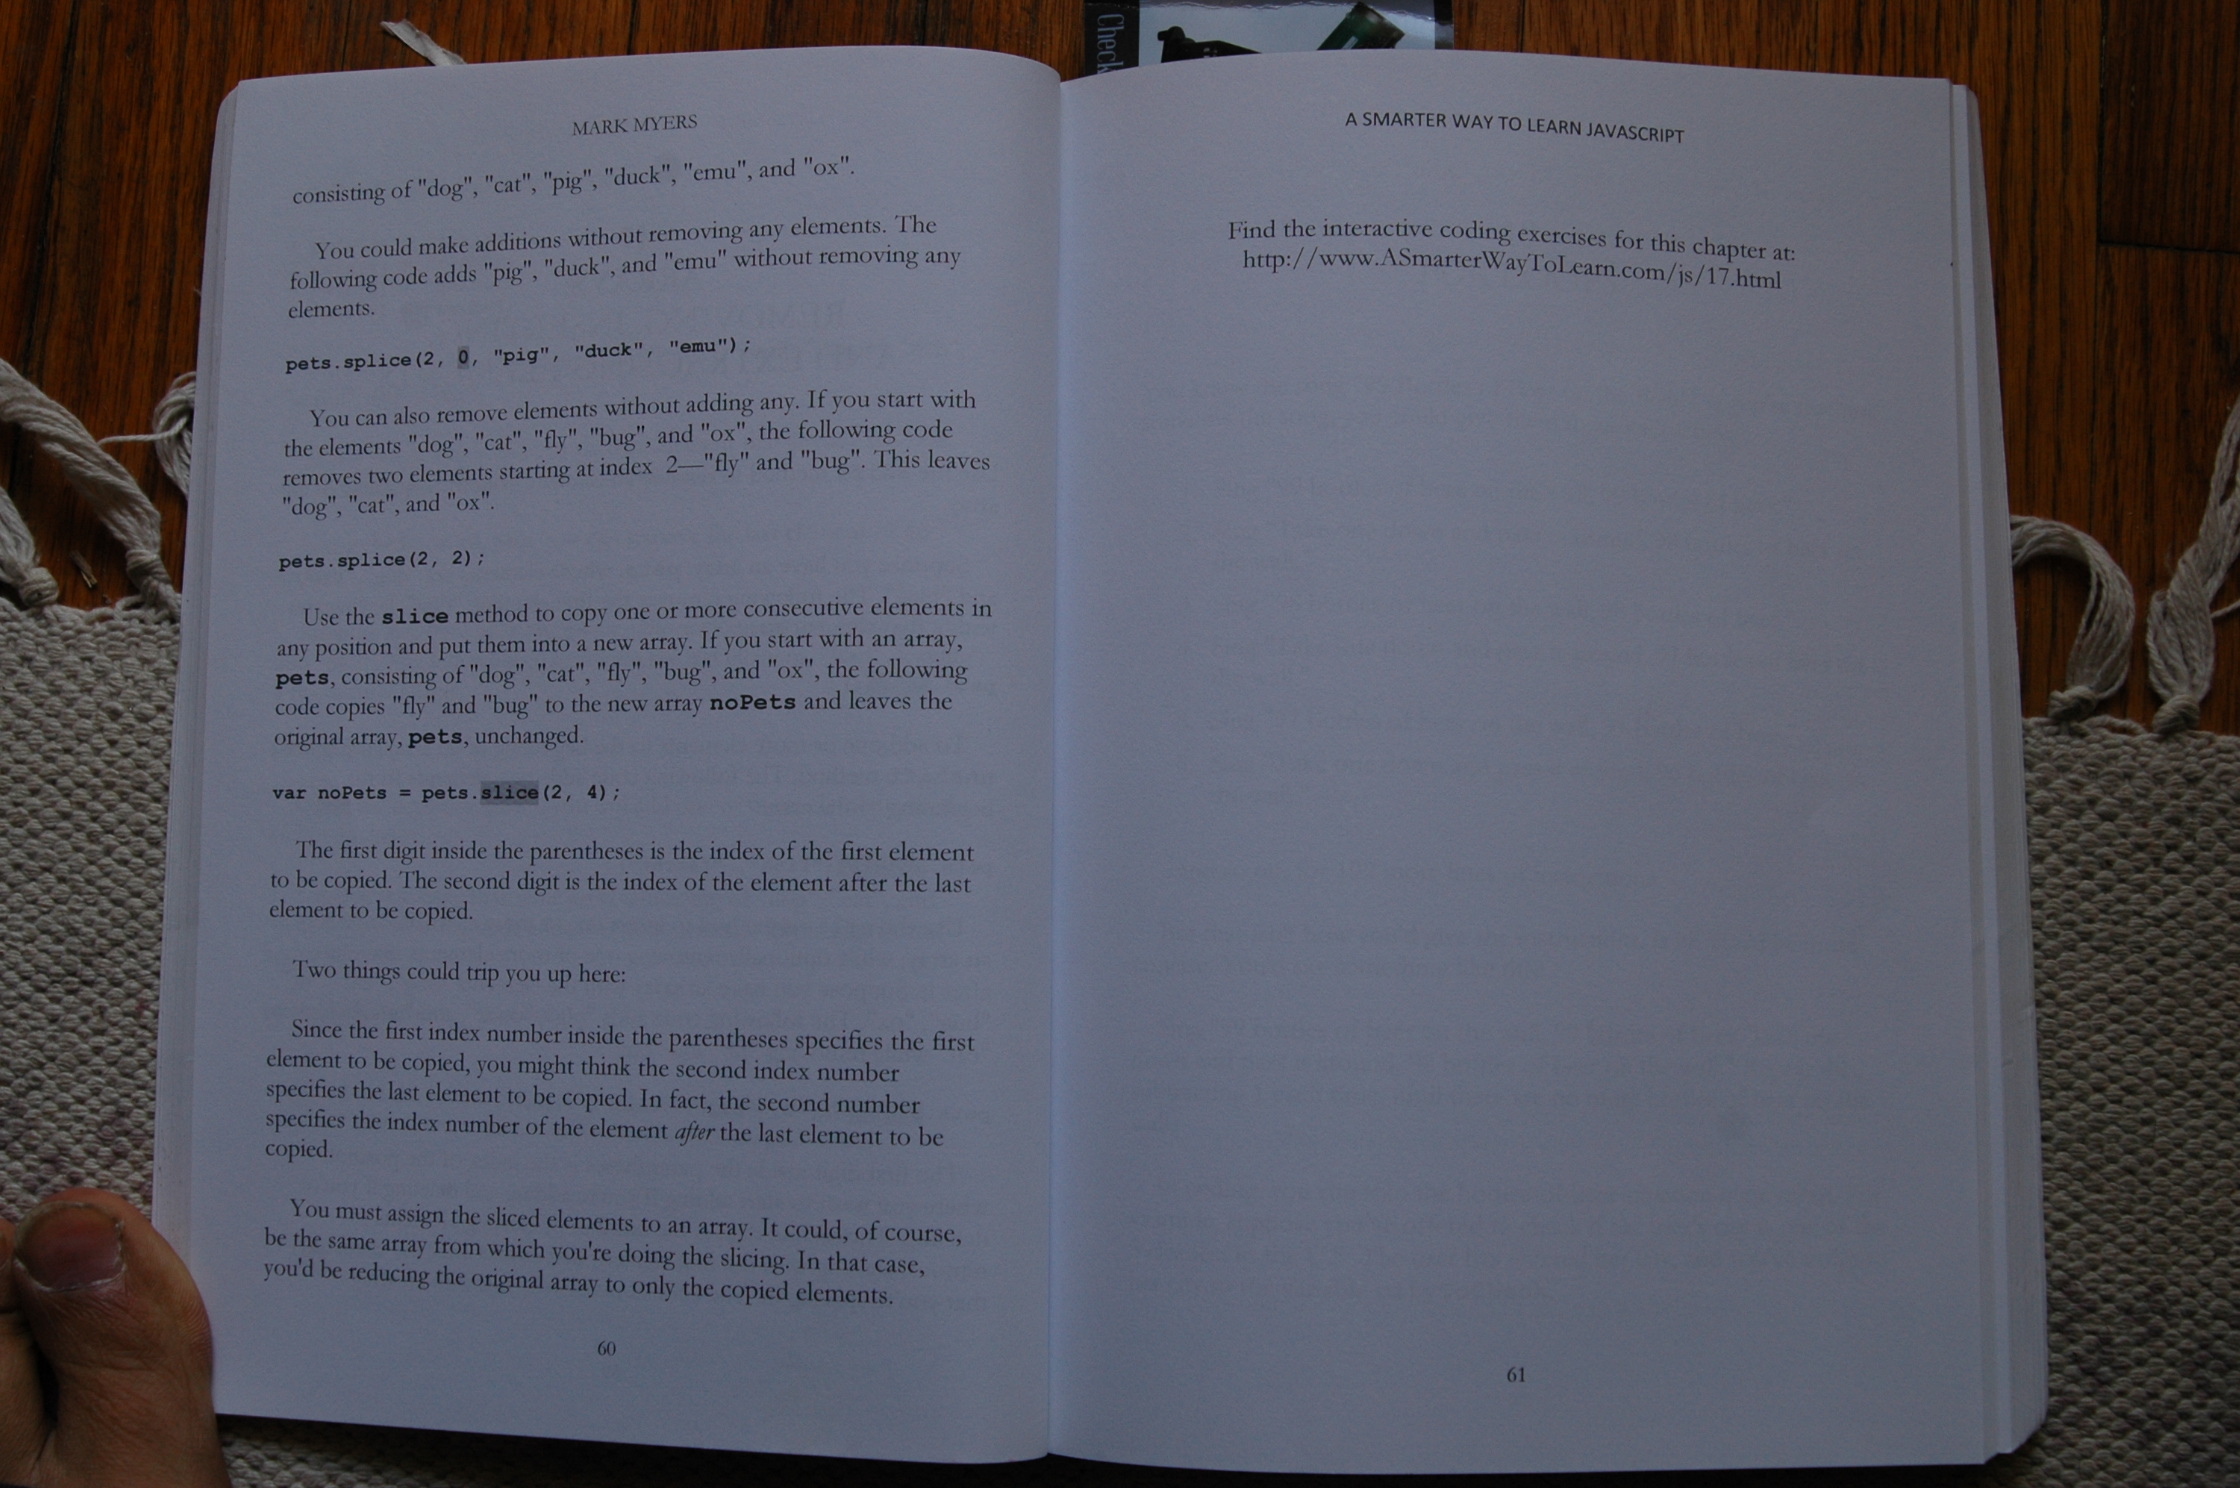 MARK MYERS
consisting of "dog", "cat", "pig", "duck", "emu", and "ox".
You could make additions without removing any elements. The
following code adds "pig", "duck", and "emu" without removing any
elements.
pets.splice(2, 0, "pig", "duck", "emu");
You can also remove elements without adding any. If you start with
the elements "dog", "cat", "fly", "bug", and "ox", the following code
removes two elements starting at index 2—"fly" and "bug". This leaves
"dog", "cat", and "ox".
pets.splice(2, 2);
Use the slice method to copy one or more consecutive elements in
any position and put them into a new array. If you start with an array,
pets, consisting of "dog", "cat", "fly", "bug", and "ox", the following
code copies "fly" and "bug" to the new array noPets and leaves the
original array, pets, unchanged.
var noPets = pets.slice(2, 4);
The first digit inside the parentheses is the index of the first element
to be copied. The second digit is the index of the element after the last
element to be copied.
Two things could trip you up here:
Since the first index number inside the parentheses specifies the first
element to be copied, you might think the second index number
specifies the last element to be copied. In fact, the second number
specifies the index number of the element after the last element to be
copied.
You must assign the sliced elements to an array. It could, of course,
be the same array from which you're doing the slicing. In that case,
you'd be reducing the original array to only the copied elements.
60
A SMARTER WAY TO LEARN JAVASCRIPT
Find the interactive coding exercises for this chapter at:
http://www.ASmarterWayToLearn.com/js/17.html
61
Check